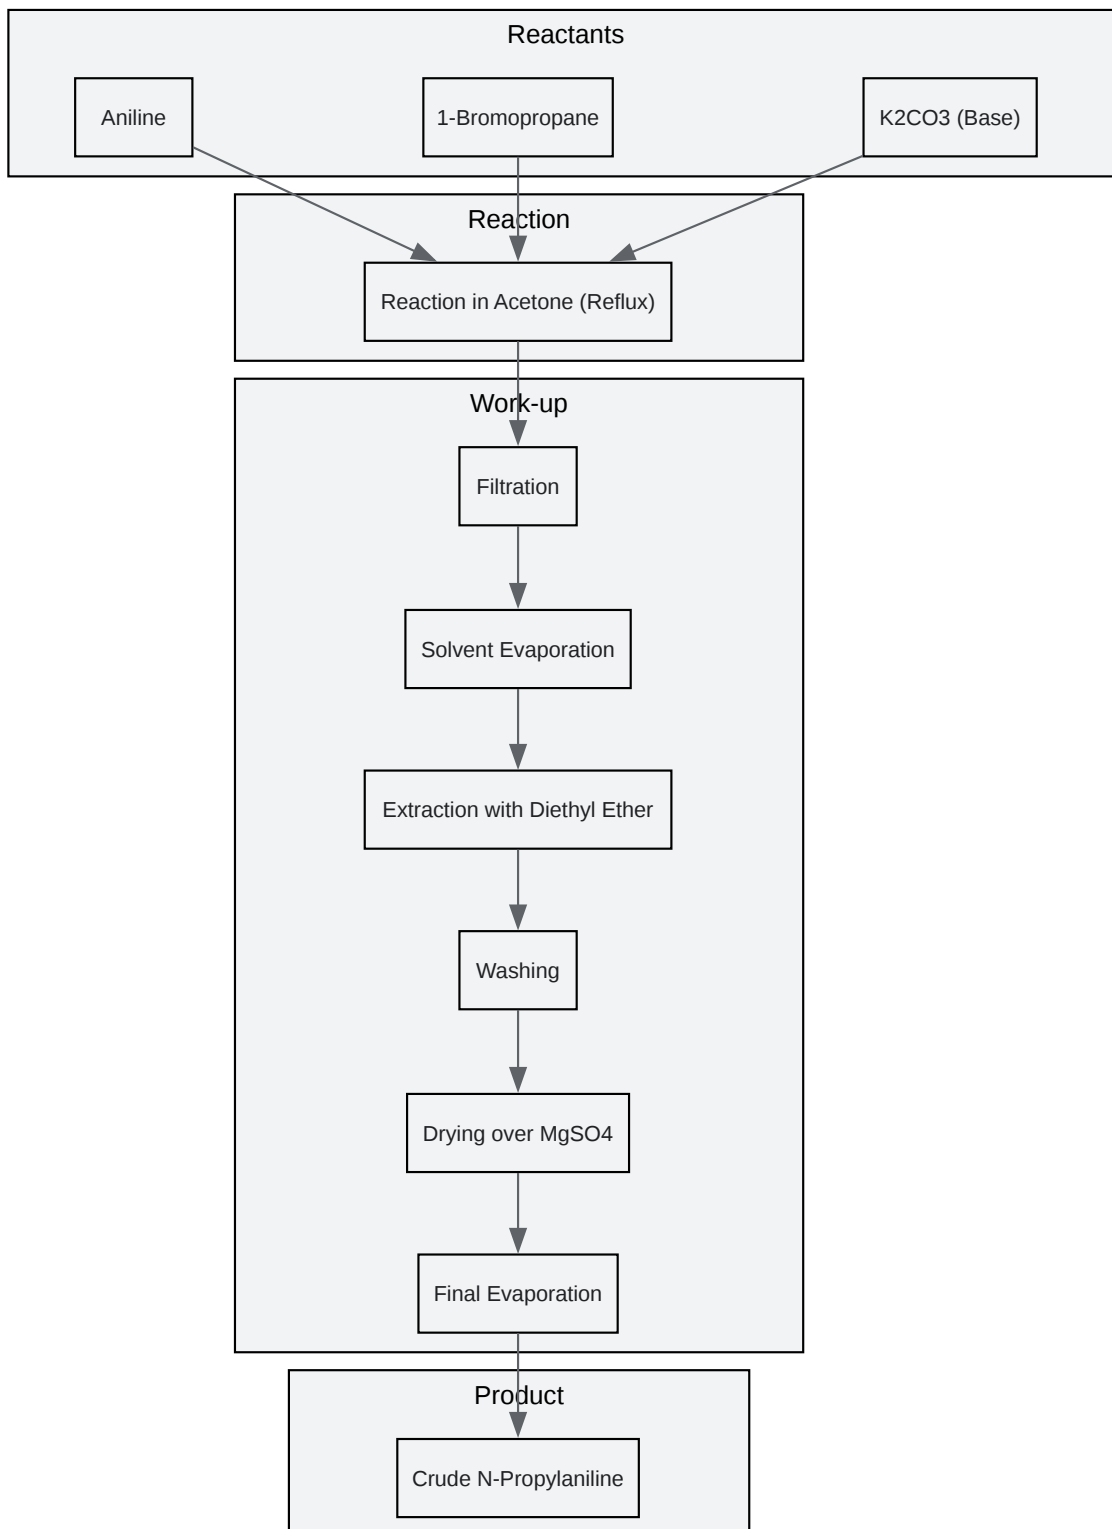 Reactants
Aniline
1-Bromopropane
K2CO3 (Base)
Reaction
Reaction in Acetone (Reflux)
Work-up
Filtration
Solvent Evaporation
Extraction with Diethyl Ether
Washing
Drying over MgSO4
Final Evaporation
Product
Crude N-Propylaniline